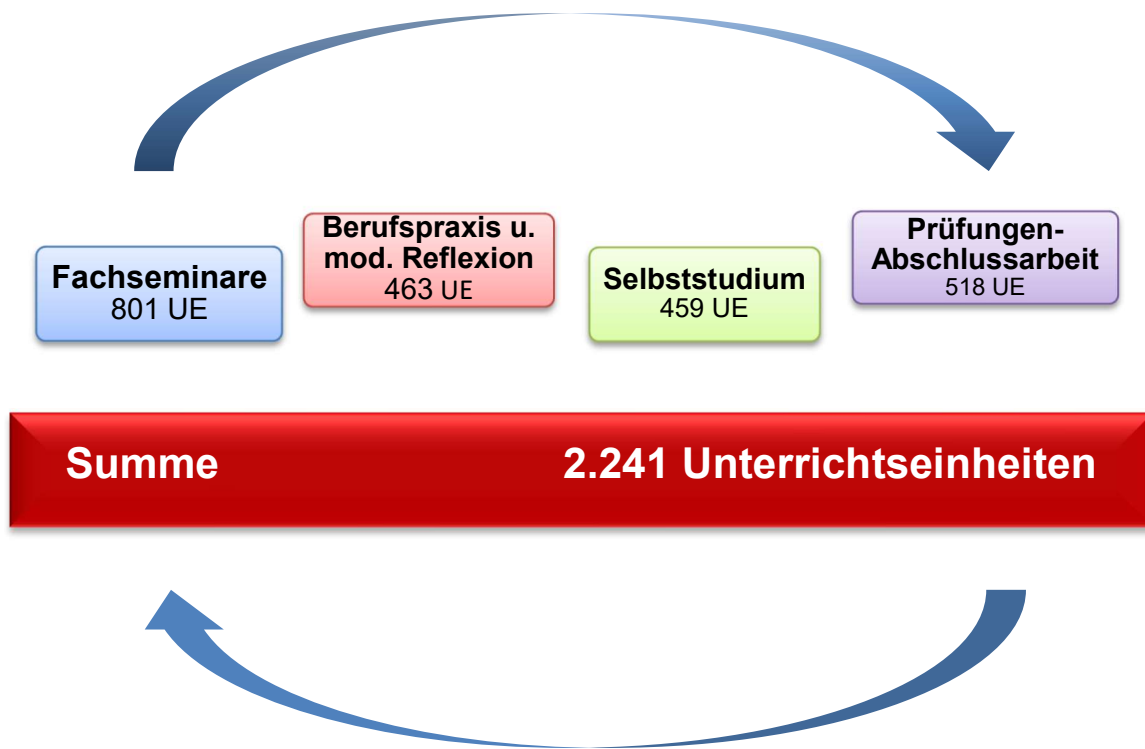 Fachseminare
801 UE
Berufspraxis u.
mod. Reflexion
463 UE
Selbststudium
459 UE
Prüfungen-
Abschlussarbeit
518 UE
Summe 2.241 Unterrichtseinheiten